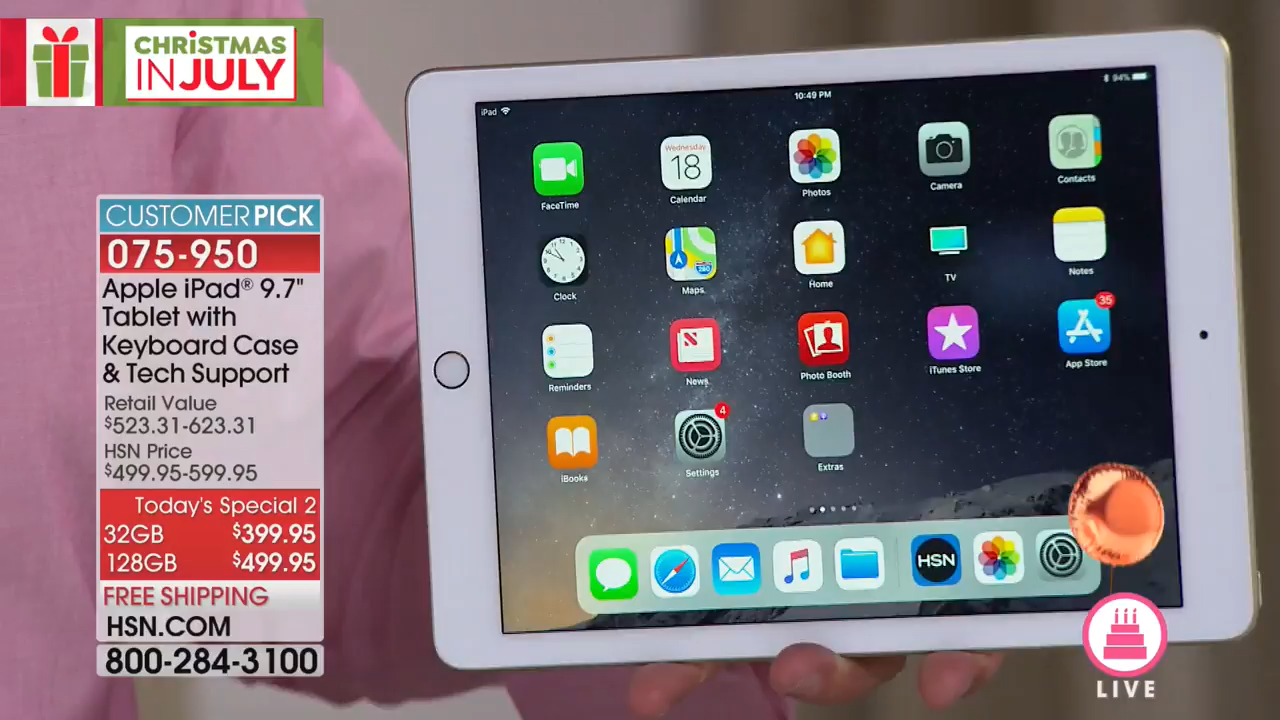 CHRISTMAS
IN JULY
CUSTOMER PICK
075-950
Apple iPad® 9.7"
Tablet with
Keyboard Case
& Tech Support
Retail Value
$523.31-623.31
HSN Price
$499.95-599.95
Today's Special 2
32GB $399.95
128GB $499.95
FREE SHIPPING
HSN.COM
800-284-3100
iPad 10:49 PM 94%
FaceTime
Wednesday
18
Calendar
Photos
Camera
Contacts
Clock
280
Maps
Home
TV
Notes
Reminders
News
Photo Booth
iTunes Store
35
App Store
iBooks
4
Settings
Extras
HSN
LIVE